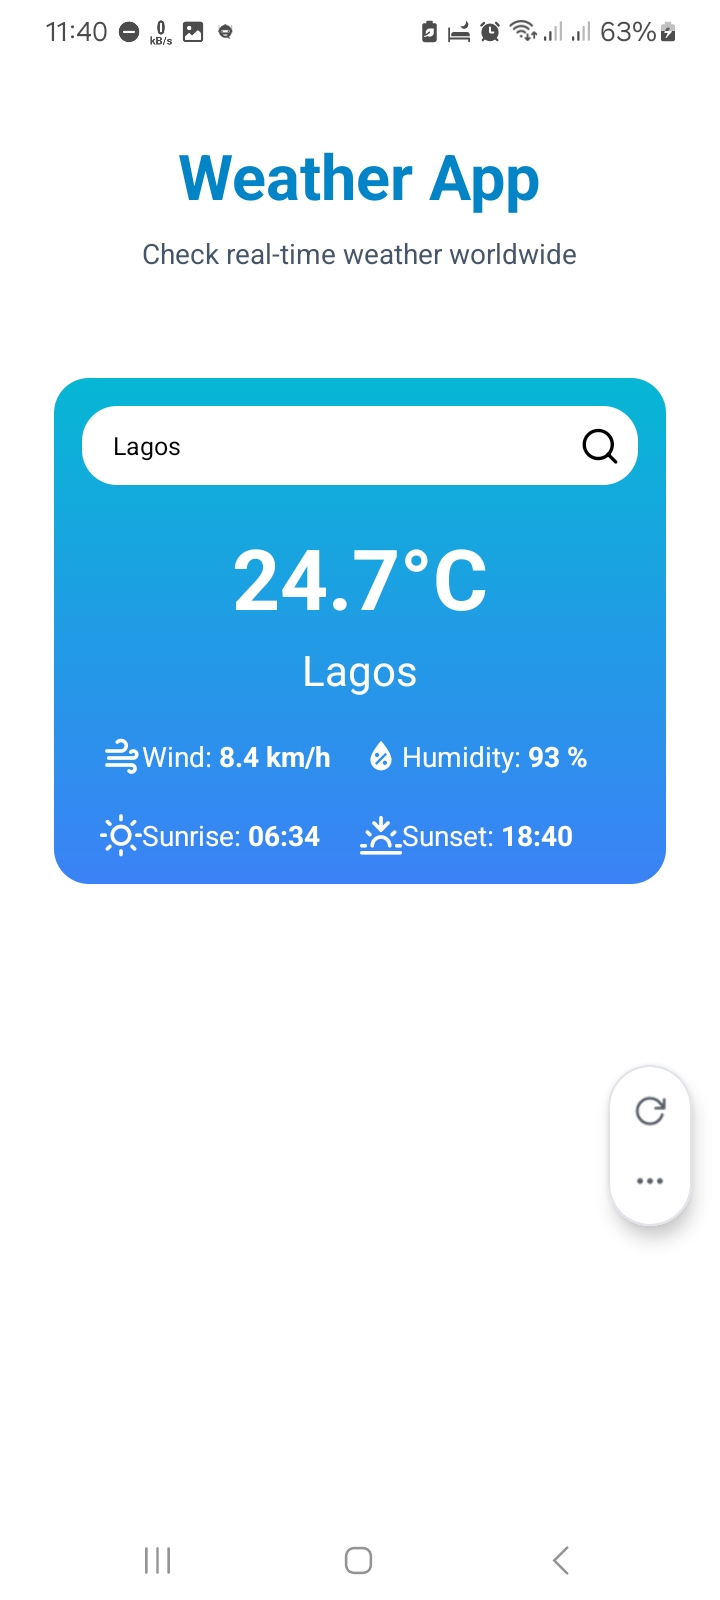 11:40 0 kB/s 63%
Weather App
Check real-time weather worldwide
Lagos
24.7°C
Lagos
Wind: 8.4 km/h Humidity: 93 %
Sunrise: 06:34 Sunset: 18:40